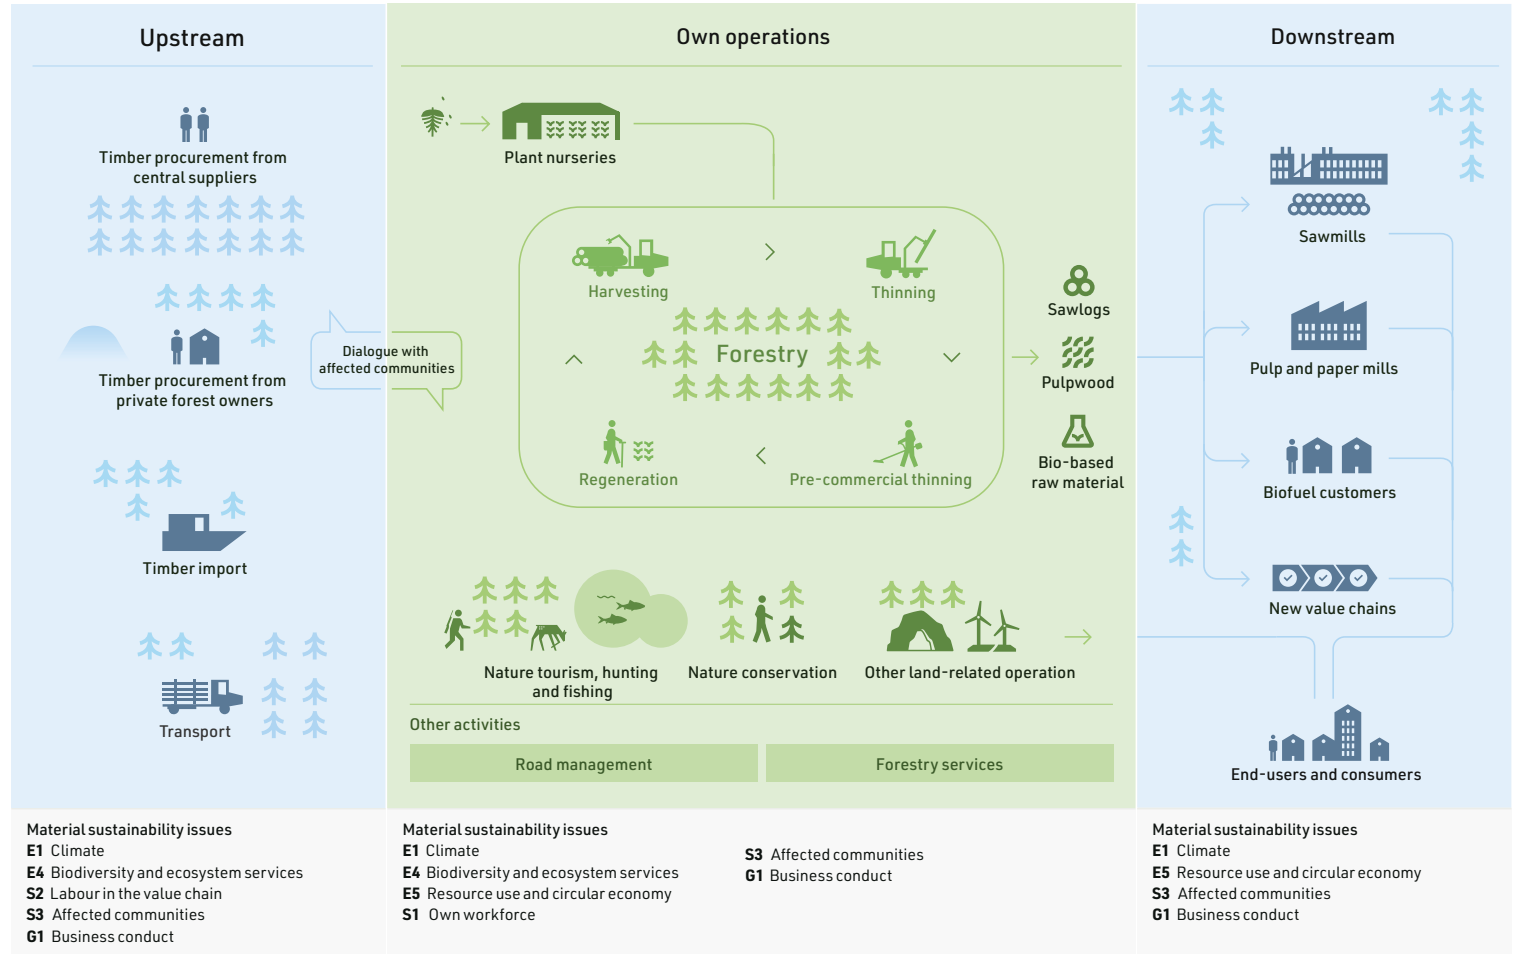 Upstream
Own operations
Downstream
Timber procurement from
central suppliers
Timber procurement from
private forest owners
Dialogue with
affected communities
Timber import
Transport
Plant nurseries
Harvesting
Thinning
Forestry
Regeneration
Pre-commercial thinning
Sawlogs
Pulpwood
Bio-based
raw material
Nature tourism, hunting
and fishing
Nature conservation
Other land-related operation
Other activities
Road management
Forestry services
Sawmills
Pulp and paper mills
Biofuel customers
New value chains
End-users and consumers
Material sustainability issues
E1 Climate
E4 Biodiversity and ecosystem services
S2 Labour in the value chain
S3 Affected communities
G1 Business conduct
Material sustainability issues
E1 Climate
E4 Biodiversity and ecosystem services
E5 Resource use and circular economy
S1 Own workforce
S3 Affected communities
G1 Business conduct
Material sustainability issues
E1 Climate
E5 Resource use and circular economy
S3 Affected communities
G1 Business conduct